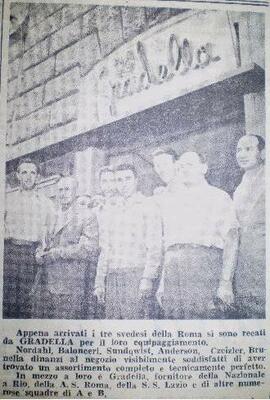 gradella
Appena arrivati i tre svedesi della Roma si sono recati
da GRADELLA per il loro equipaggiamento.
Nordahl, Balonceri, Sundqwist, Anderson, Czeizler, Bru-
nella dinanzi al negozio visibilmente soddisfatti di aver
trovato un assortimento completo e tecnicamente perfetto.
In mezzo a loro è Gradella, fornitore della Nazionale
a Rio, della A. S. Roma, della S. S. Lazio e di altre nume-
rose squadre di A e B,